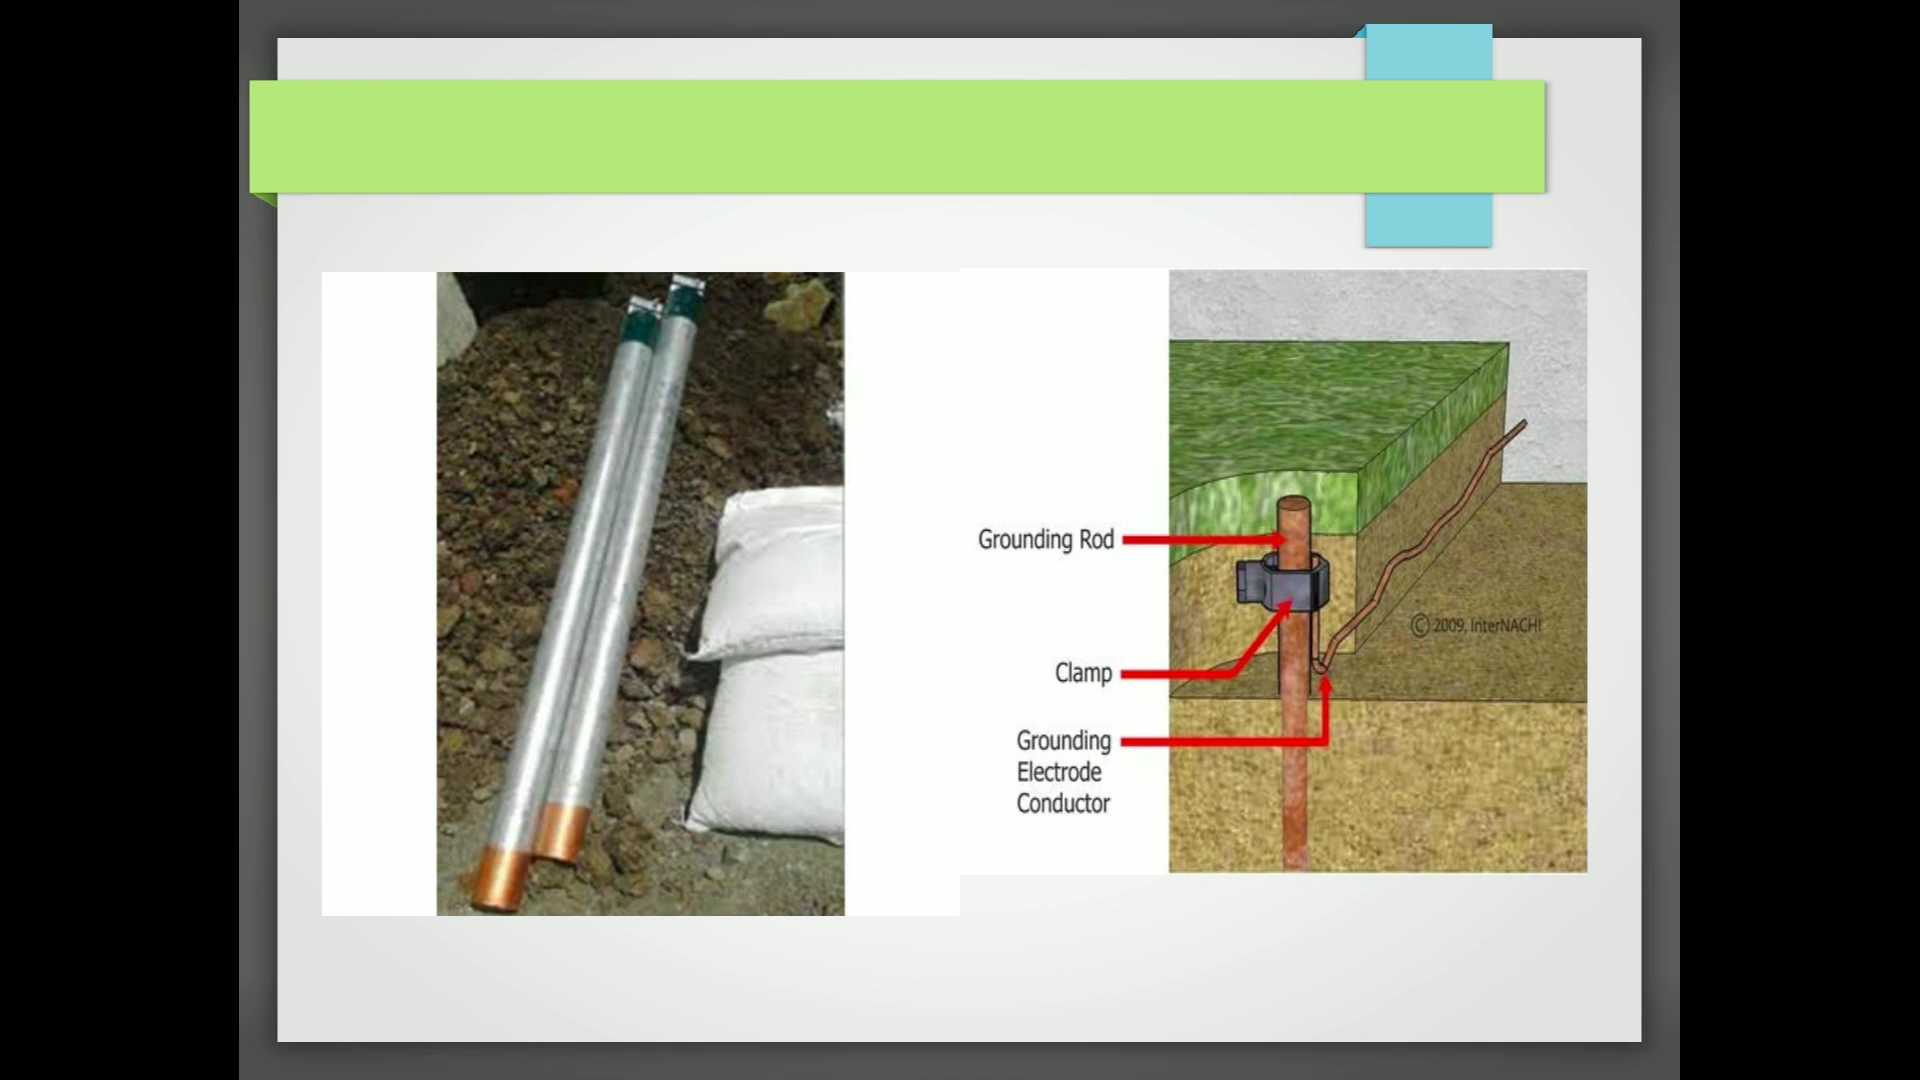 Grounding Rod
Clamp
Grounding
Electrode
Conductor
© 2009, InterNACHI